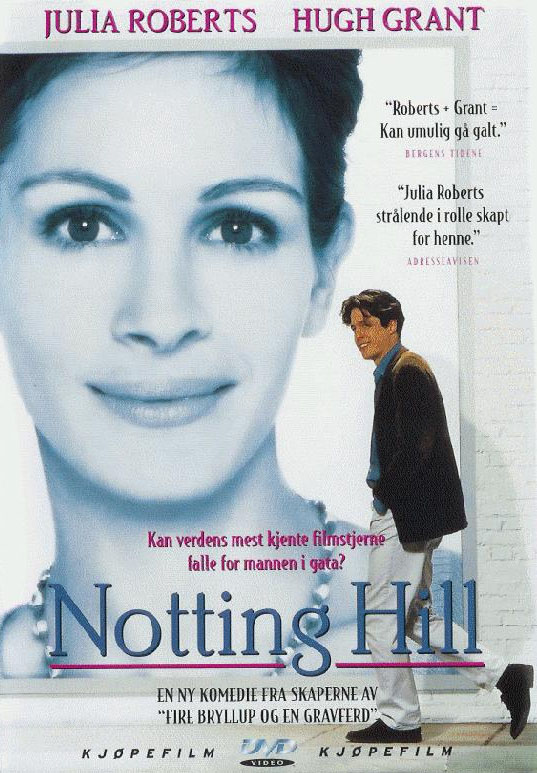 JULIA ROBERTS HUGH GRANT
“Roberts + Grant =
Kan umulig gå galt.”
BERGENS TIDENE
“Julia Roberts
strålende i rolle skapt
for henne.”
ADRESSEAVISEN
Kan verdens mest kjente filmstjerne
falle for mannen i gata?
Notting Hill
EN NY KOMEDIE FRA SKAPERNE AV
“FIRE BRYLLUP OG EN GRAVFERD”
KJØPEFILM VIDEO KJØPEFILM